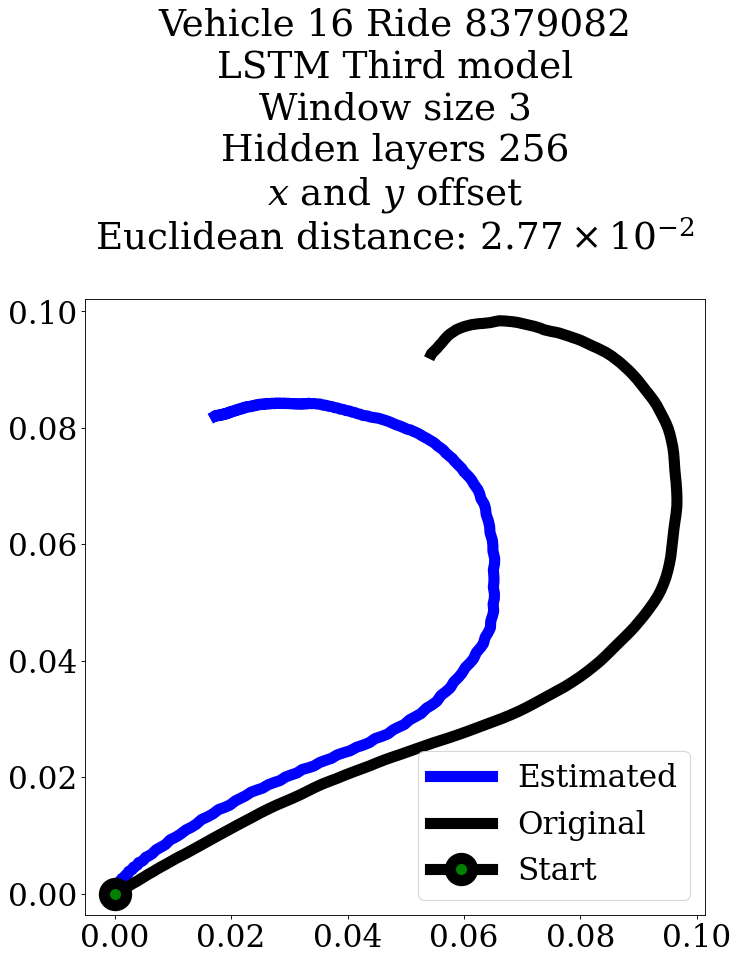 Vehicle 16 Ride 8379082
LSTM Third model
Window size 3
Hidden layers 256
x and y offset
Euclidean distance: 2.77 × 10⁻²
0.10
0.08
0.06
0.04
0.02
0.00
Estimated
Original
Start
0.00 0.02 0.04 0.06 0.08 0.10